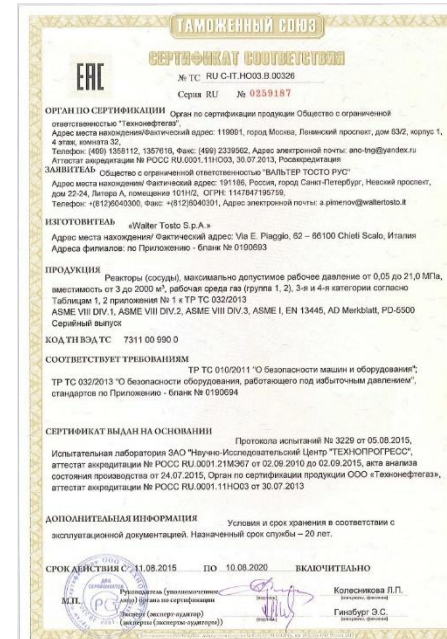 ТАМОЖЕННЫЙ СОЮЗ
СЕРТИФИКАТ СООТВЕТСТВИЯ
EAC
№ ТС RU C-IT.НО03.В.00326
Серия RU № 0259187
ОРГАН ПО СЕРТИФИКАЦИИ Орган по сертификации продукции Общество с ограниченной
ответственностью "Технонефтегаз",
Адрес места нахождения/Фактический адрес: 119991, город Москва, Ленинский проспект, дом 63/2, корпус 1,
4 этаж, комната 32,
Телефон: (499) 1358112, 1357616, Факс: (499) 2339562, Адрес электронной почты: ano-tng@yandex.ru
Аттестат аккредитации № РОСС RU.0001.11НО03, 30.07.2013, Росаккредитация
ЗАЯВИТЕЛЬ Общество с ограниченной ответственностью "ВАЛЬТЕР ТОСТО РУС"
Адрес места нахождения/ Фактический адрес: 191186, Россия, город Санкт-Петербург, Невский проспект,
дом 22-24, Литера А, помещение 101Н/2, ОГРН: 1147847195759,
Телефон: +(812)6040300, Факс: +(812)6040301, Адрес электронной почты: a.pimenov@waltertosto.it
ИЗГОТОВИТЕЛЬ «Walter Tosto S.p.A.»
Адрес места нахождения/ Фактический адрес: Via E. Piaggio, 62 – 66100 Chieti Scalo, Италия
Адреса филиалов: по Приложению - бланк № 0190693
ПРОДУКЦИЯ
Реакторы (сосуды), максимально допустимое рабочее давление от 0,05 до 21,0 МПа,
вместимость от 3 до 2000 м³, рабочая среда газ (группа 1, 2), 3-я и 4-я категории согласно
Таблицам 1, 2 приложения № 1 к ТР ТС 032/2013
ASME VIII DIV.1, ASME VIII DIV.2, ASME VIII DIV.3, ASME I, EN 13445, AD Merkblatt, PD-5500
Серийный выпуск
КОД ТН ВЭД ТС 7311 00 990 0
СООТВЕТСТВУЕТ ТРЕБОВАНИЯМ
ТР ТС 010/2011 "О безопасности машин и оборудования";
ТР ТС 032/2013 "О безопасности оборудования, работающего под избыточным давлением",
стандартов по Приложению - бланк № 0190694
СЕРТИФИКАТ ВЫДАН НА ОСНОВАНИИ
Протокола испытаний № 3229 от 05.08.2015,
Испытательная лаборатория ЗАО "Научно-Исследовательский Центр "ТЕХНОПРОГРЕСС",
аттестат аккредитации № РОСС RU.0001.21МЭ67 от 02.09.2010 до 02.09.2015, акта анализа
состояния производства от 24.07.2015, Орган по сертификации продукции ООО «Технонефтегаз»,
аттестат аккредитации № РОСС RU.0001.11НО03 от 30.07.2013
ДОПОЛНИТЕЛЬНАЯ ИНФОРМАЦИЯ
Условия и срок хранения в соответствии с
эксплуатационной документацией. Назначенный срок службы – 20 лет.
СРОК ДЕЙСТВИЯ С 11.08.2015 ПО 10.08.2020 ВКЛЮЧИТЕЛЬНО
М.П.
Руководитель (уполномоченное
лицо) органа по сертификации
Колесникова Л.П.
Эксперт (эксперт-аудитор)
(эксперты (эксперты-аудиторы))
Гинзбург Э.С.